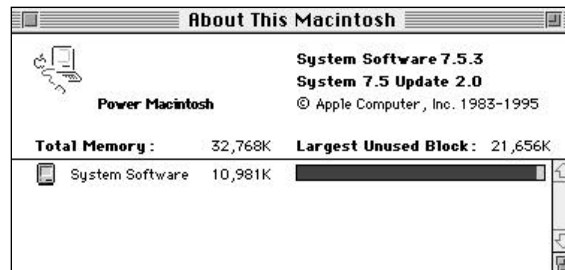 About This Macintosh
System Software 7.5.3
System 7.5 Update 2.0
Power Macintosh © Apple Computer, Inc. 1983-1995
Total Memory: 32,768K Largest Unused Block: 21,656K
System Software 10,981K